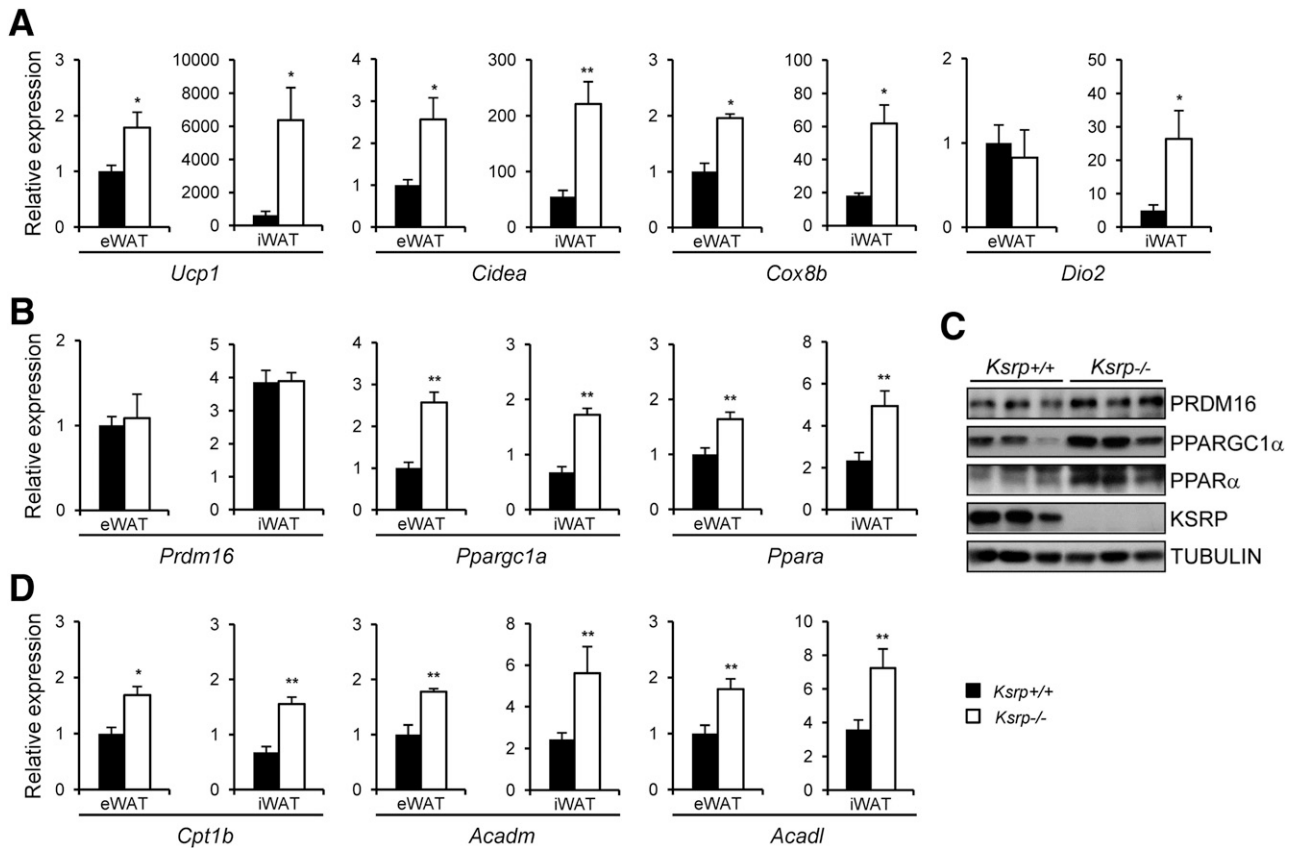 A
Relative expression
3
2
1
0
*
eWAT
10000
8000
6000
4000
2000
0
*
iWAT
Ucp1
4
3
2
1
0
*
eWAT
300
200
100
0
**
iWAT
Cidea
3
2
1
0
*
eWAT
100
80
60
40
20
0
*
iWAT
Cox8b
2
1
0
eWAT
50
40
30
20
10
0
*
iWAT
Dio2
B
Relative expression
2
1
0
eWAT
5
4
3
2
1
0
iWAT
Prdm16
4
3
2
1
0
**
eWAT
3
2
1
0
**
iWAT
Ppargc1a
3
2
1
0
**
eWAT
8
6
4
2
0
**
iWAT
Ppara
C
Ksrp+/+ Ksrp-/-
PRDM16
PPARGC1α
PPARα
KSRP
TUBULIN
D
Relative expression
3
2
1
0
*
eWAT
3
2
1
0
**
iWAT
Cpt1b
3
2
1
0
**
eWAT
8
6
4
2
0
**
iWAT
Acadm
3
2
1
0
**
eWAT
10
8
6
4
2
0
**
iWAT
Acadl
Ksrp+/+
Ksrp-/-